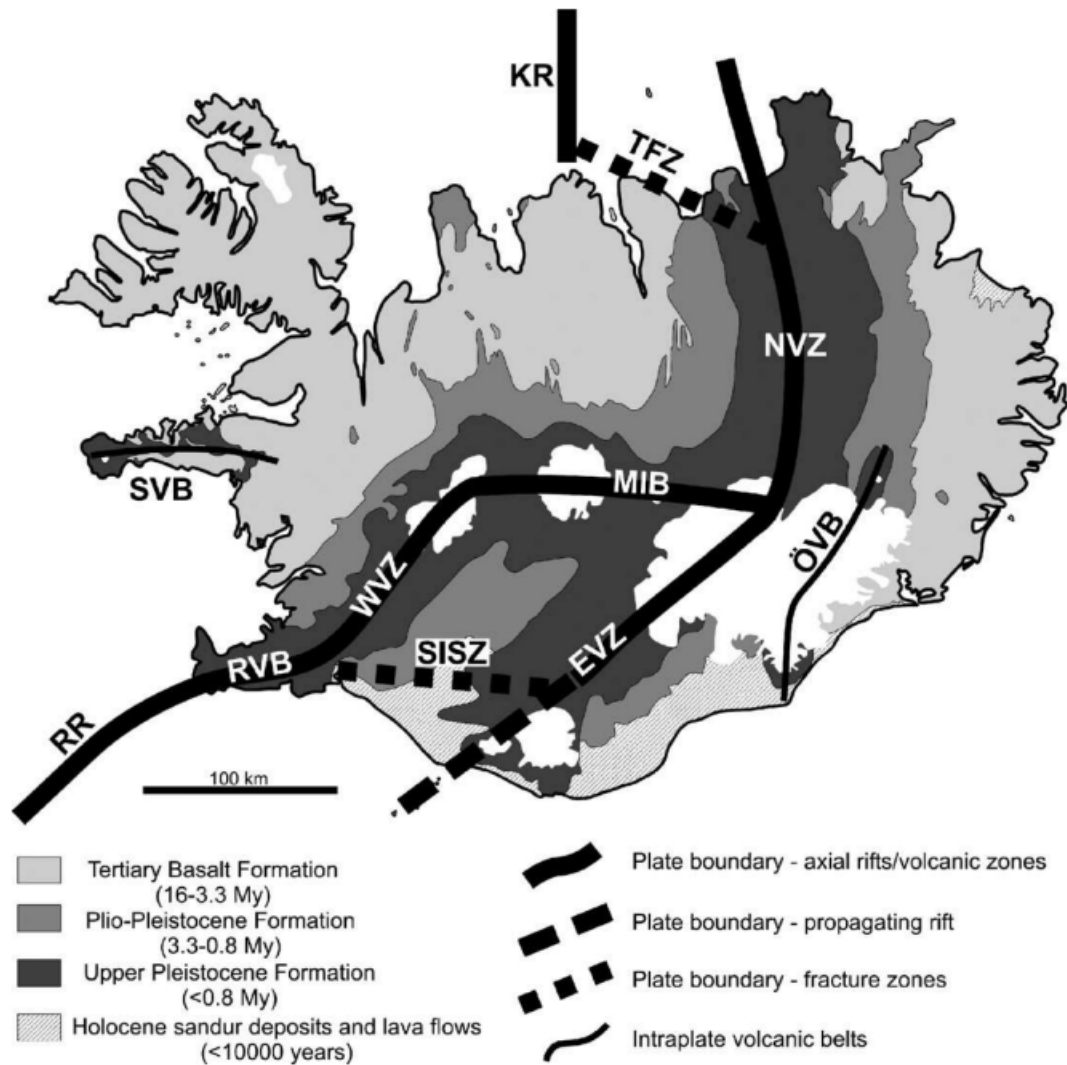 KR
TFZ
NVZ
MIB
SVB
ÖVB
WVZ
EVZ
SISZ
RVB
RR
100 km
Tertiary Basalt Formation
(16-3.3 My)
Plio-Pleistocene Formation
(3.3-0.8 My)
Upper Pleistocene Formation
(<0.8 My)
Holocene sandur deposits and lava flows
(<10000 years)
Plate boundary - axial rifts/volcanic zones
Plate boundary - propagating rift
Plate boundary - fracture zones
Intraplate volcanic belts